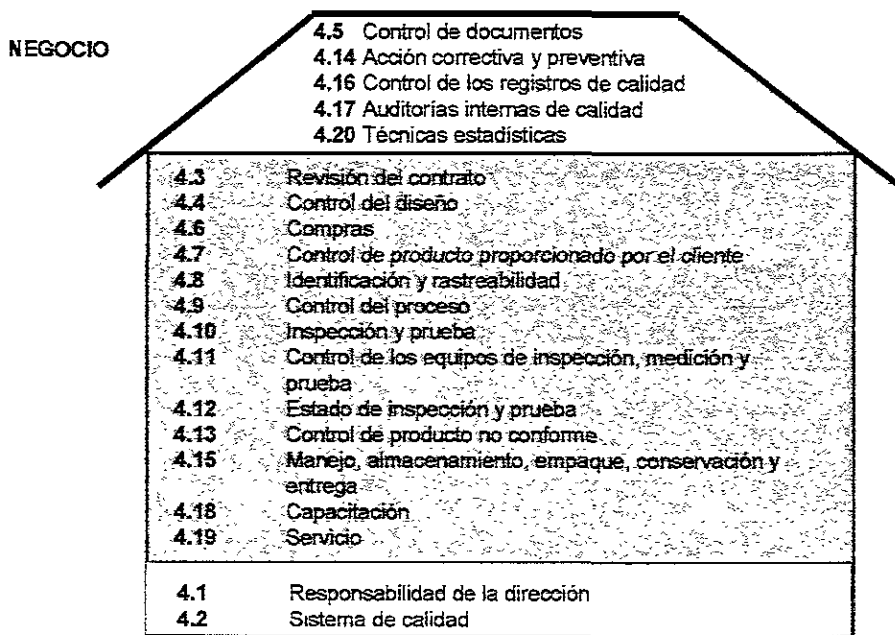 NEGOCIO
4.5 Control de documentos
4.14 Acción correctiva y preventiva
4.16 Control de los registros de calidad
4.17 Auditorías internas de calidad
4.20 Técnicas estadísticas
4.3 Revisión del contrato
4.4 Control del diseño
4.6 Compras
4.7 Control de producto proporcionado por el cliente
4.8 Identificación y rastreabilidad
4.9 Control del proceso
4.10 Inspección y prueba
4.11 Control de los equipos de inspección, medición y
prueba
4.12 Estado de inspección y prueba
4.13 Control de producto no conforme
4.15 Manejo, almacenamiento, empaque, conservación y
entrega
4.18 Capacitación
4.19 Servicio
4.1 Responsabilidad de la dirección
4.2 Sistema de calidad